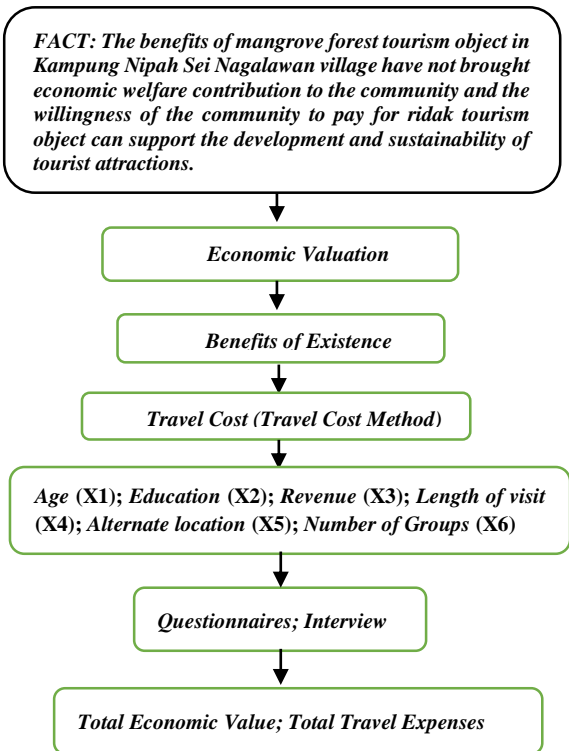 FACT: The benefits of mangrove forest tourism object in
Kampung Nipah Sei Nagalawan village have not brought
economic welfare contribution to the community and the
willingness of the community to pay for ridak tourism
object can support the development and sustainability of
tourist attractions.
Economic Valuation
Benefits of Existence
Travel Cost (Travel Cost Method)
Age (X1); Education (X2); Revenue (X3); Length of visit
(X4); Alternate location (X5); Number of Groups (X6)
Questionnaires; Interview
Total Economic Value; Total Travel Expenses